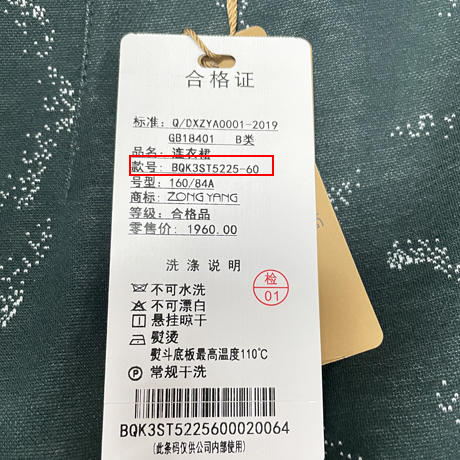 合格证
标准: Q/DXZYA0001-2019
GB18401 B类
品名: 连衣裙
款号: BQK3ST5225-60
号型: 160/84A
商标: ZONG YANG
等级: 合格品
零售价: 1960.00
洗涤说明
不可水洗
不可漂白
悬挂晾干
熨烫
熨斗底板最高温度110℃
P 常规干洗
检
01
BQK3ST5225600020064
(此条码仅供公司内部使用)